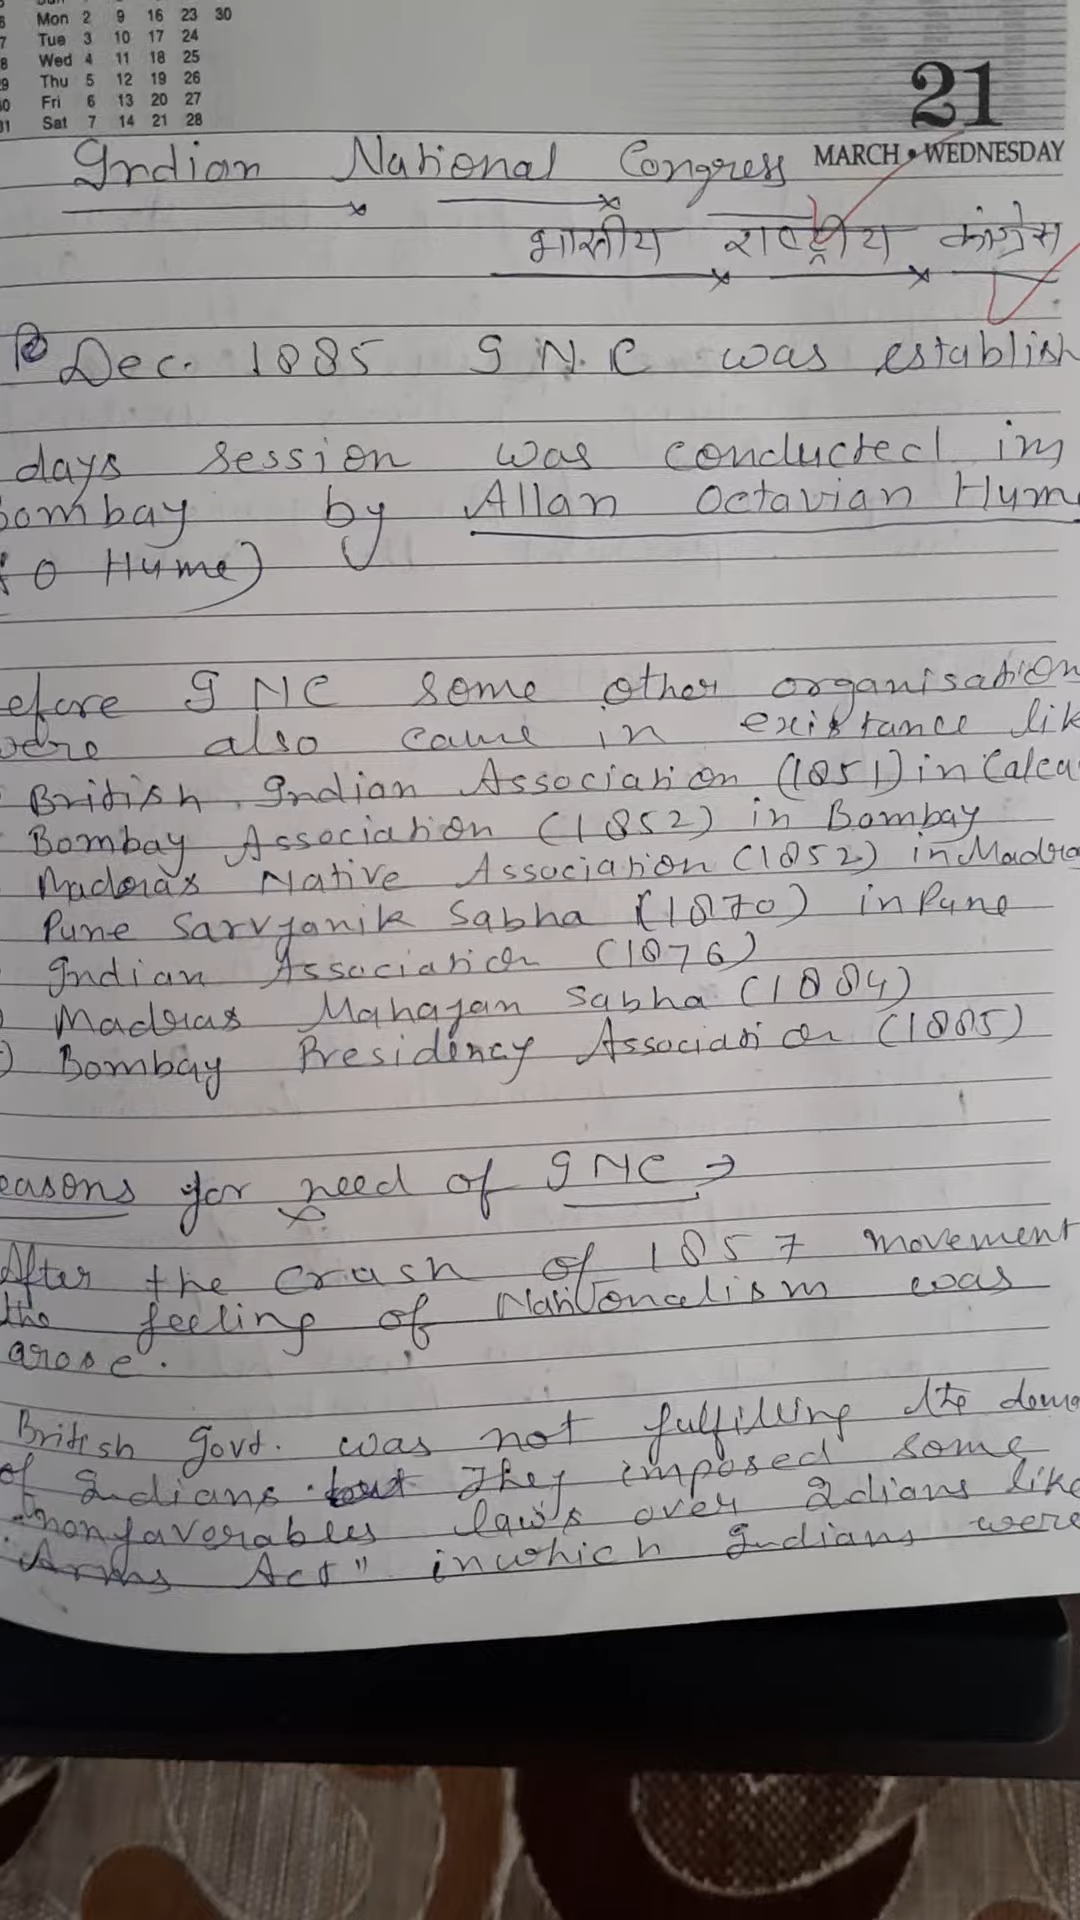 Mon 2 9 16 23 30
Tue 3 10 17 24
Wed 4 11 18 25
Thu 5 12 19 26
Fri 6 13 20 27
Sat 7 14 21 28
21
MARCH • WEDNESDAY
Indian National Congress
भारतीय राष्ट्रीय कांग्रेस
Dec. 1885 I N.C was establish
days session was conducted in
ombay by Allan Octavian Hume
O Hume)
efore INC some other organisation
were also came in existance lik
British Indian Association (1851) in Calcu
Bombay Association (1852) in Bombay
Madras Native Association (1852) in Madra
Pune Sarvjanik Sabha (1870) in Pune
Indian Association (1876)
Madras Mahajan Sabha (1884)
Bombay Presidency Association (1885)
easons for need of INC →
After the crash of 1857 movement
the feeling of Nationalism was
arose.
British Govt. was not fulfilling the dema
of Indians. They imposed some
nonfavorables law's over Idians like
"Arms Act" in which Indians were